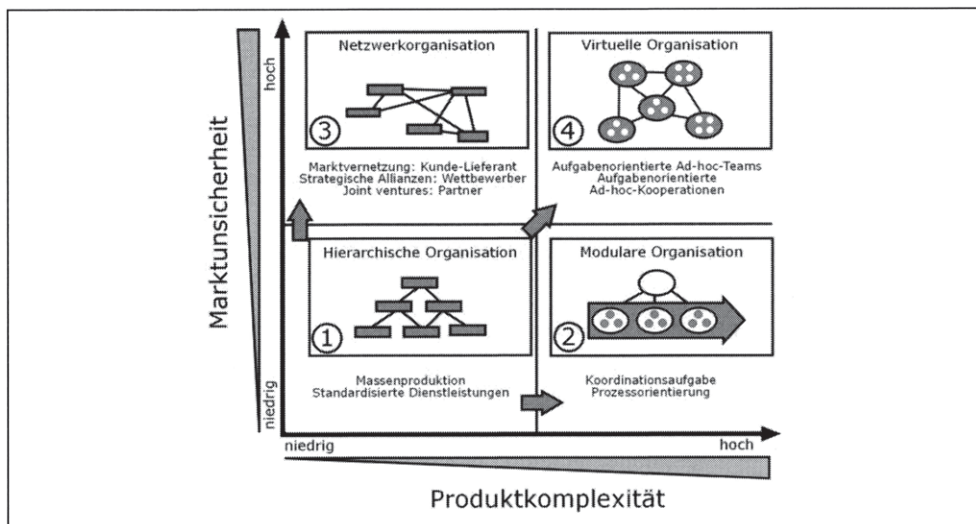 Marktunsicherheit
hoch
niedrig
Netzwerkorganisation
3
Marktvernetzung: Kunde-Lieferant
Strategische Allianzen: Wettbewerber
Joint ventures: Partner
Virtuelle Organisation
4
Aufgabenorientierte Ad-hoc-Teams
Aufgabenorientierte
Ad-hoc-Kooperationen
Hierarchische Organisation
1
Massenproduktion
Standardisierte Dienstleistungen
Modulare Organisation
2
Koordinationsaufgabe
Prozessorientierung
niedrig
hoch
Produktkomplexität